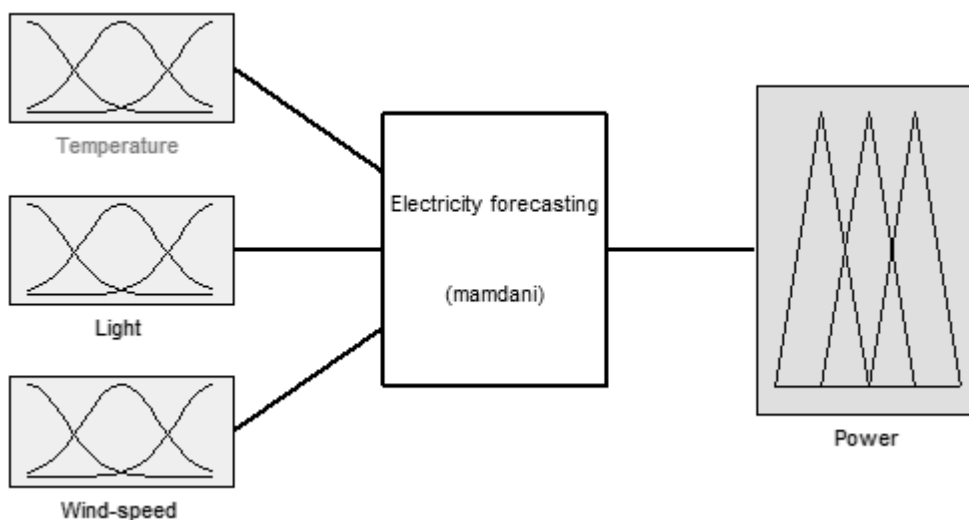 Temperature
Light
Wind-speed
Electricity forecasting
(mamdani)
Power